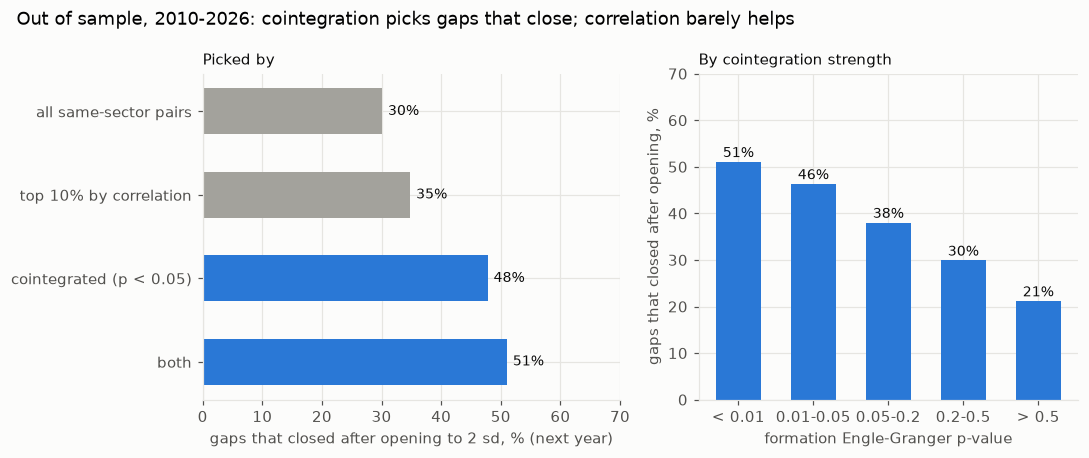 Out of sample, 2010-2026: cointegration picks gaps that close; correlation barely helps
Picked by
all same-sector pairs
30%
top 10% by correlation
35%
cointegrated (p < 0.05)
48%
both
51%
0 10 20 30 40 50 60 70
gaps that closed after opening to 2 sd, % (next year)
By cointegration strength
gaps that closed after opening, %
70
60
50
40
30
20
10
0
51%
46%
38%
30%
21%
< 0.01 0.01-0.05 0.05-0.2 0.2-0.5 > 0.5
formation Engle-Granger p-value